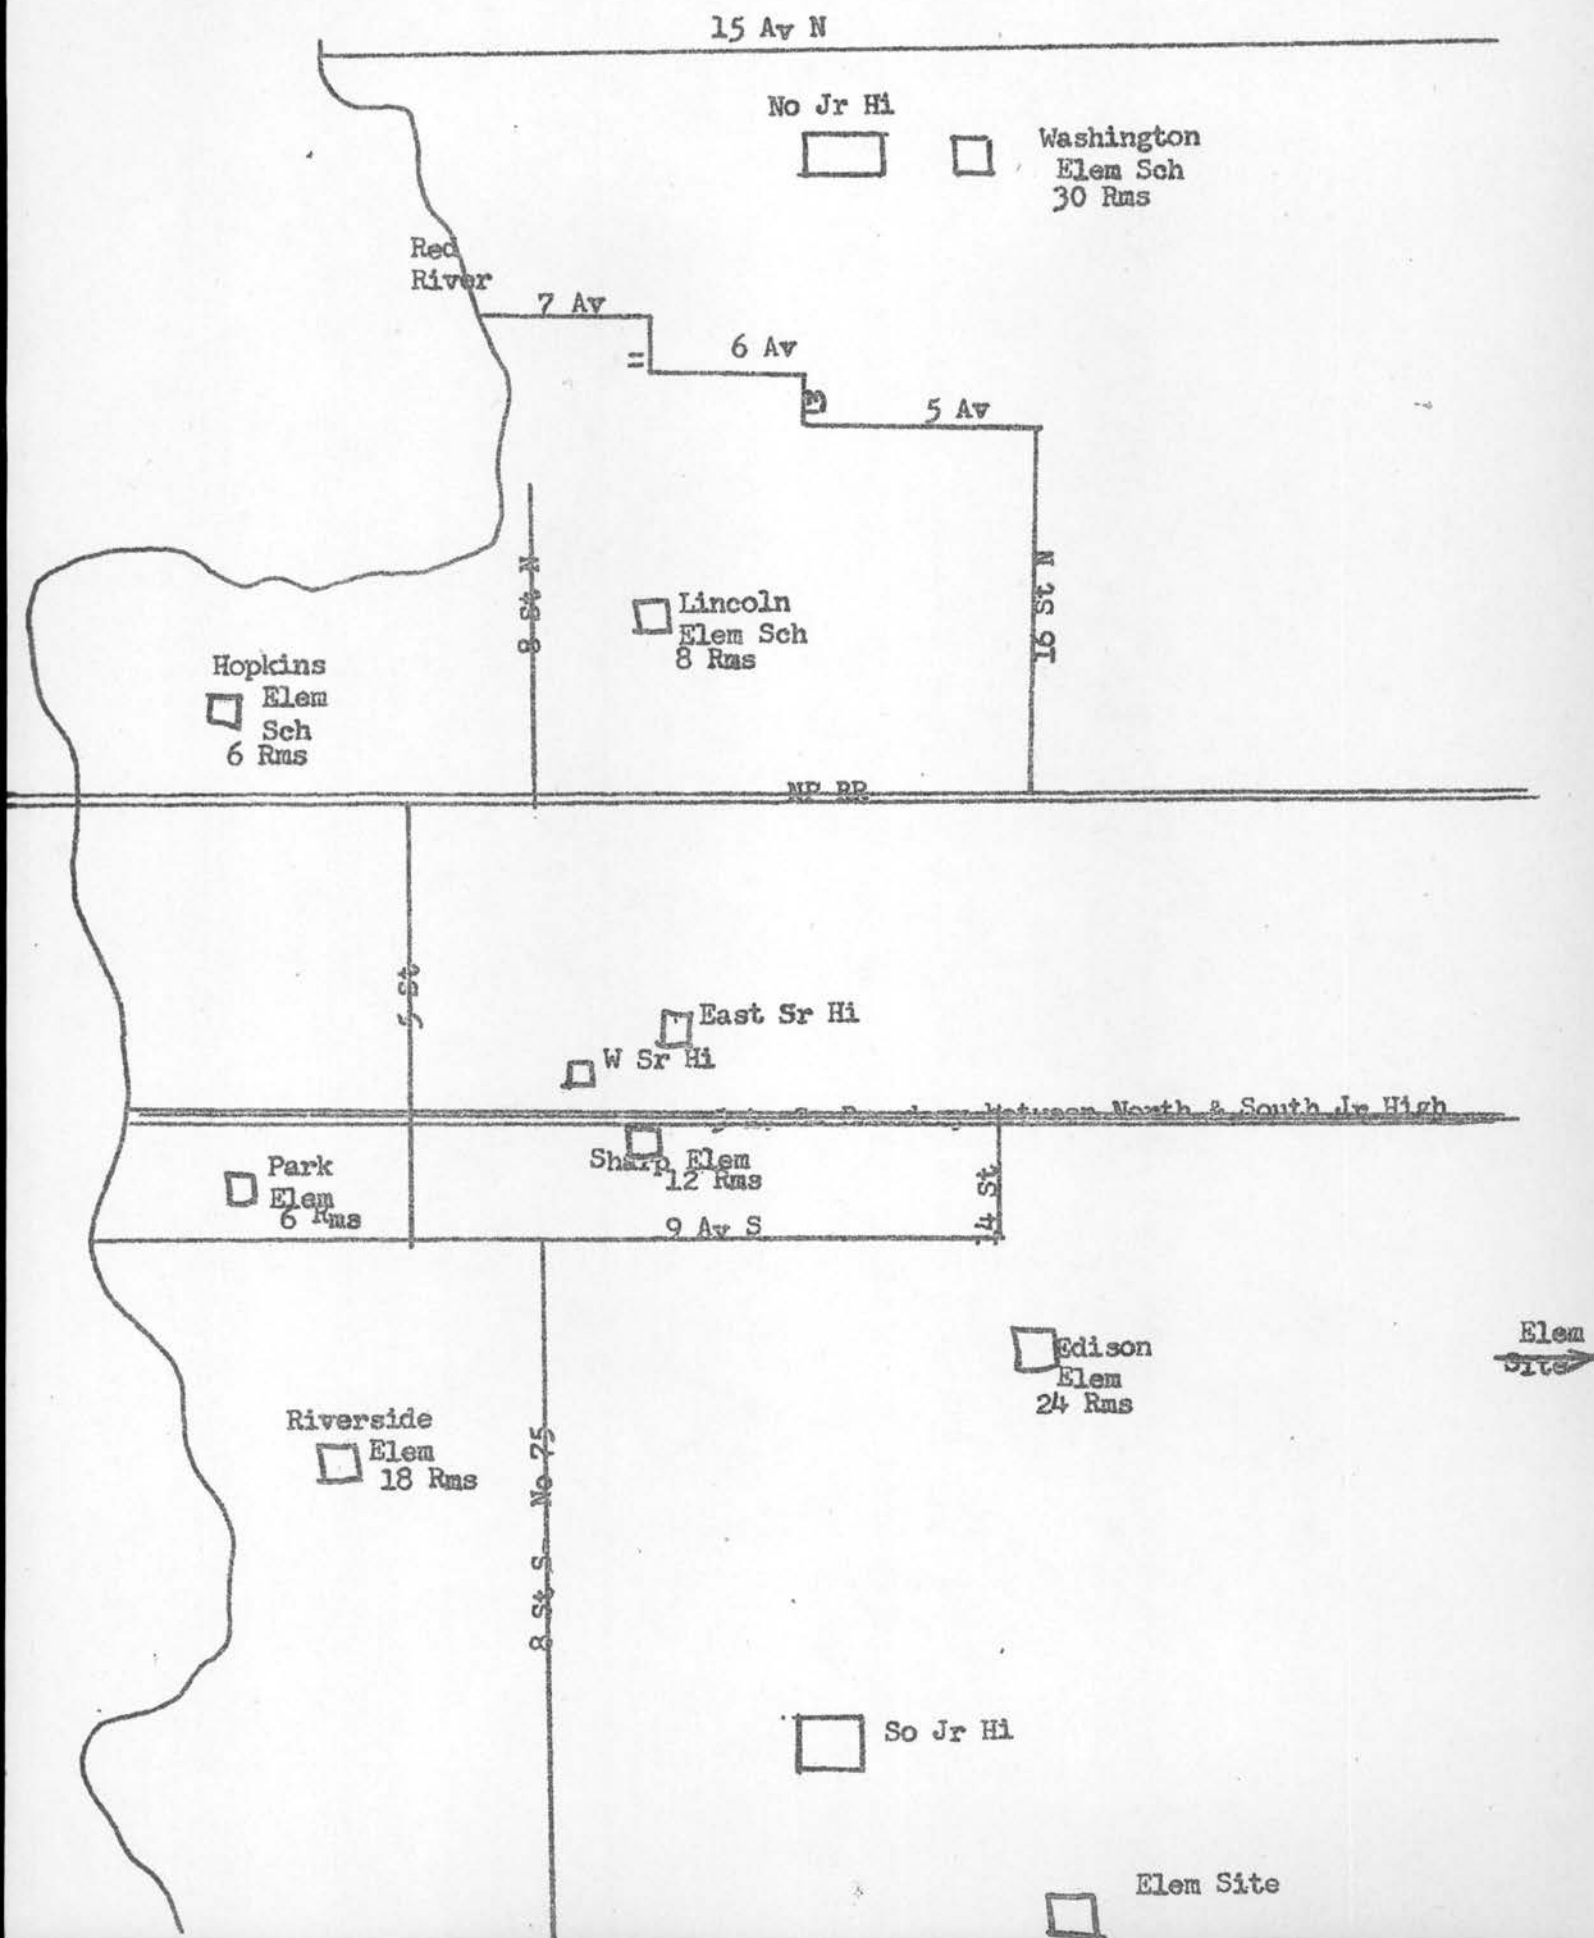 15 Av N
No Jr Hi
Washington
Elem Sch
30 Rms
Red
River
7 Av
11
6 Av
13
5 Av
8 St N
16 St N
Lincoln
Elem Sch
8 Rms
Hopkins
Elem
Sch
6 Rms
NP RR
5 St
East Sr Hi
W Sr Hi
Boundary between North & South Jr High
Sharp Elem
12 Rms
Park
Elem
6 Rms
14 St
9 Av S
Edison
Elem
24 Rms
Elem
Site
Riverside
Elem
18 Rms
8 St S No 75
So Jr Hi
Elem Site